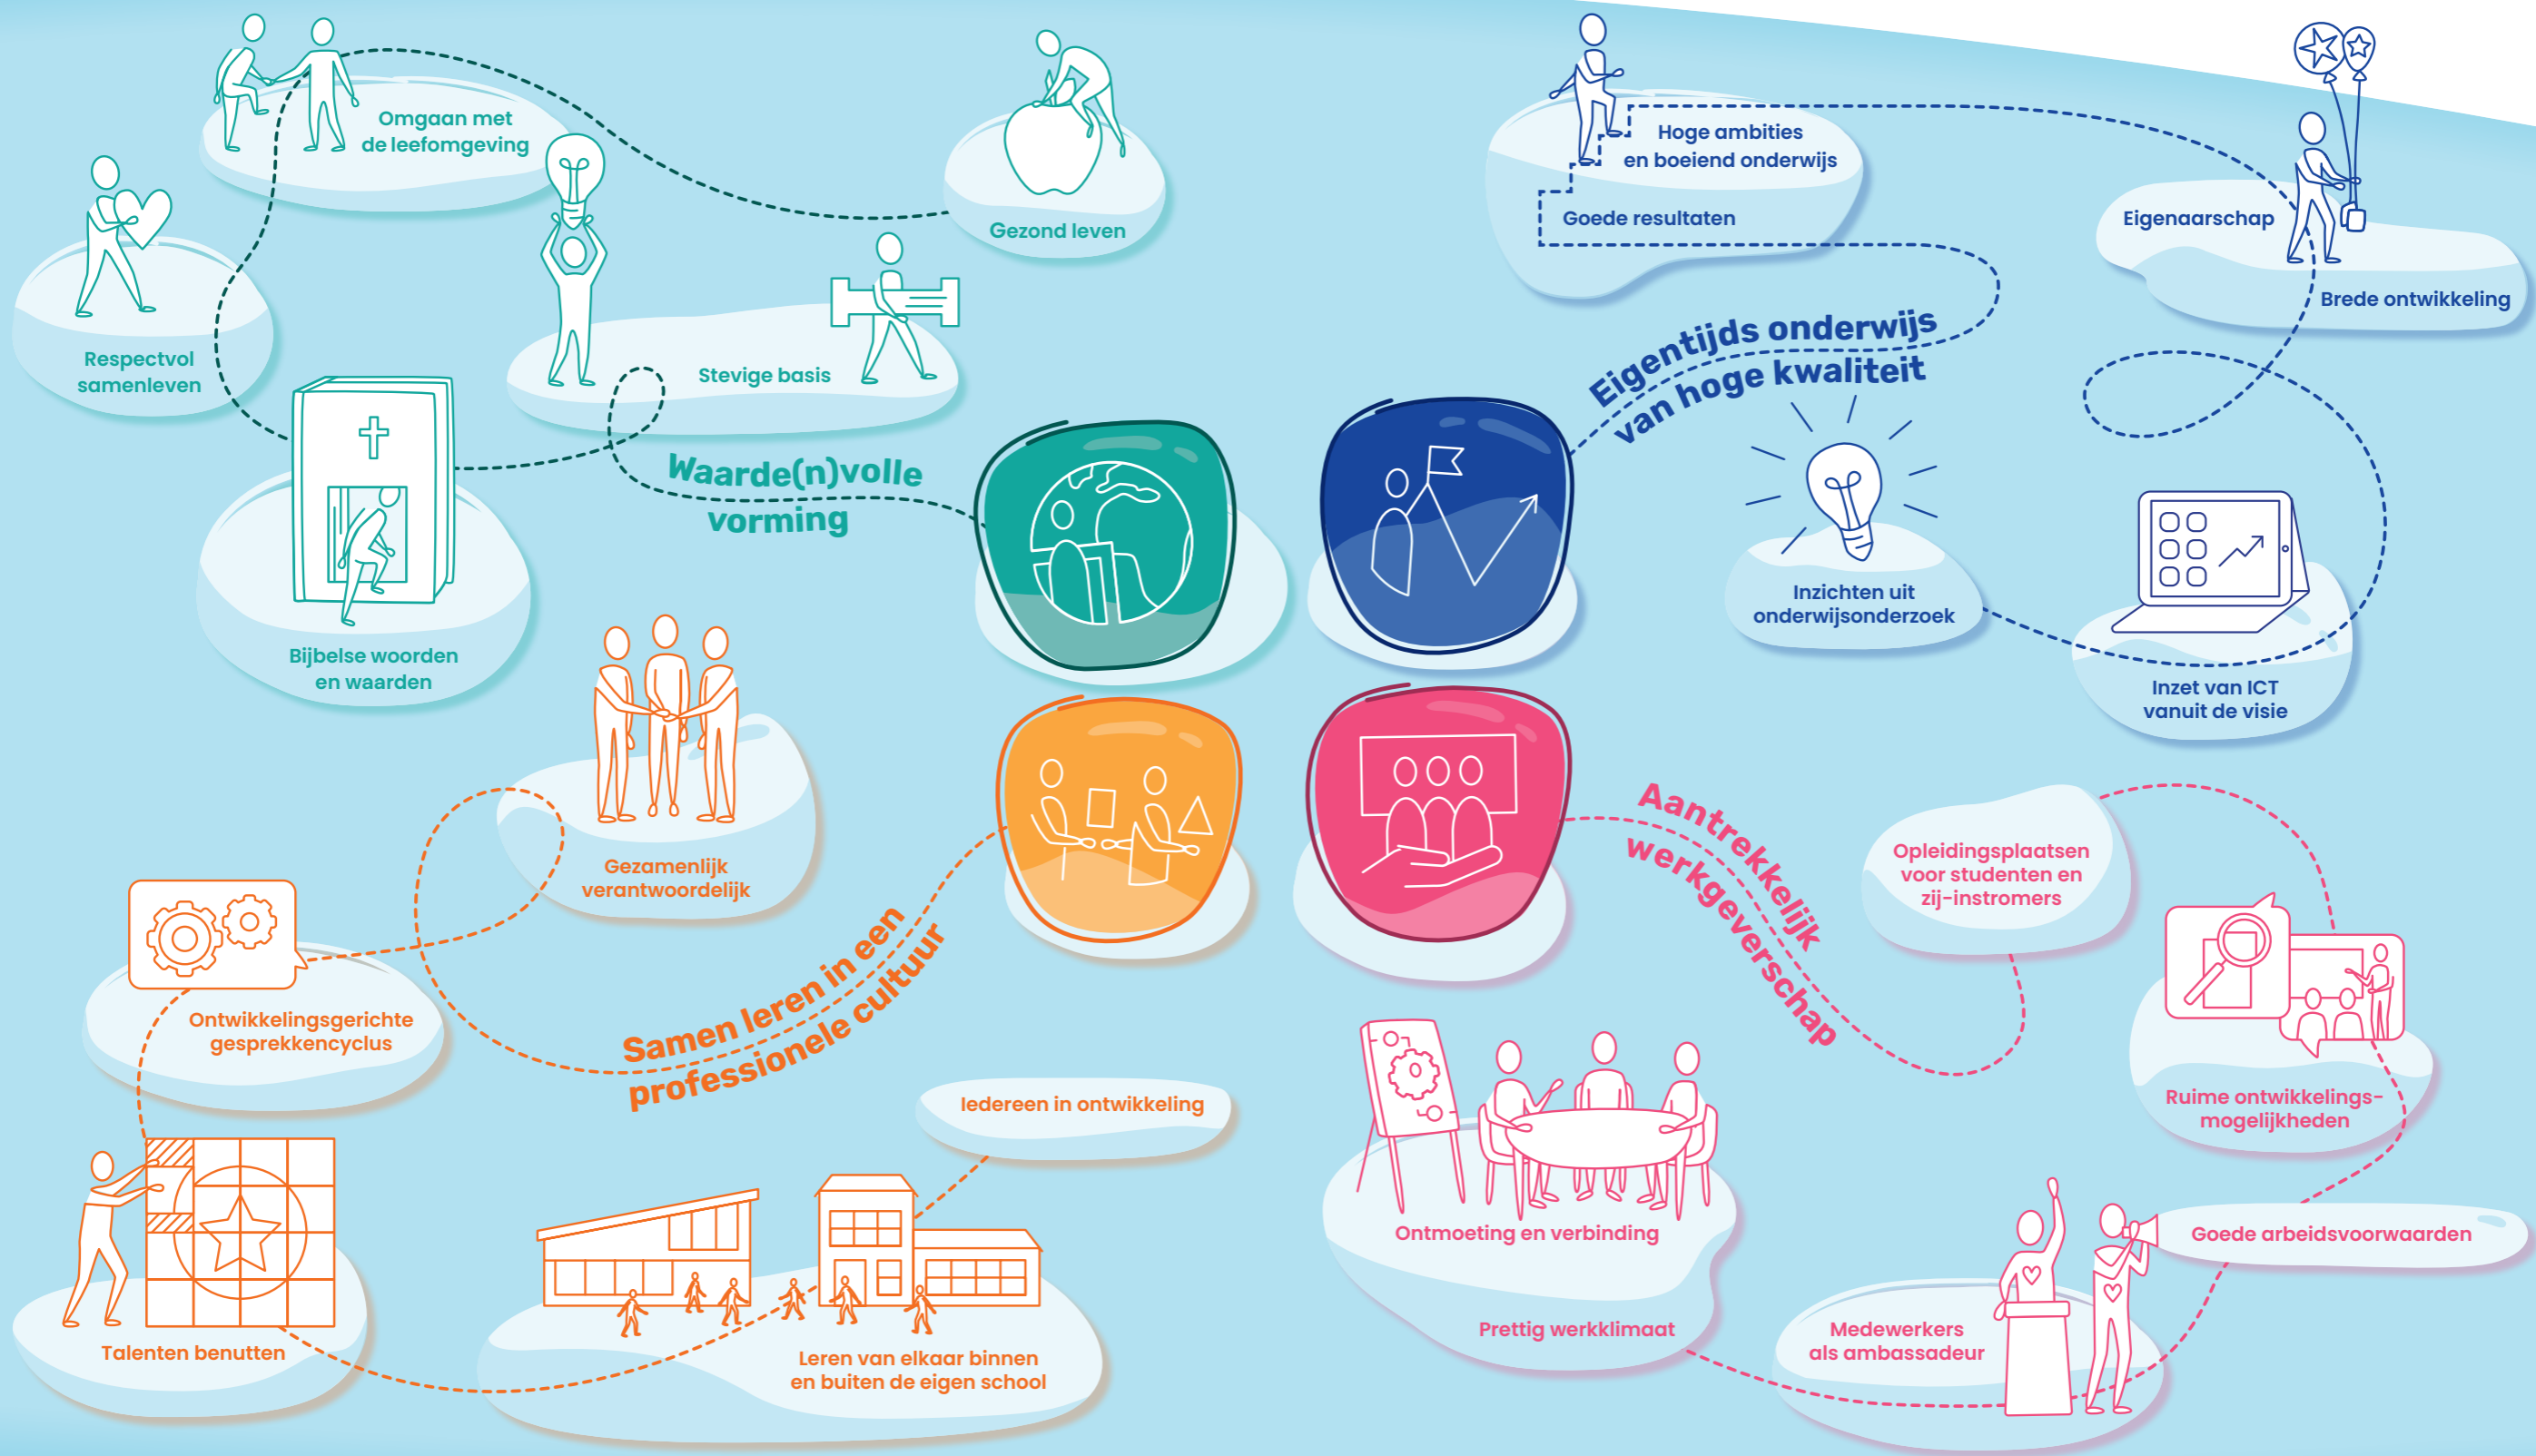 Omgaan met
de leefomgeving
Gezond leven
Respectvol
samenleven
Stevige basis
Waarde(n)volle
vorming
Bijbelse woorden
en waarden
Hoge ambities
en boeiend onderwijs
Goede resultaten
Eigenaarschap
Brede ontwikkeling
Eigentijds onderwijs
van hoge kwaliteit
Inzichten uit
onderwijsonderzoek
Inzet van ICT
vanuit de visie
Gezamenlijk
verantwoordelijk
Ontwikkelingsgerichte
gesprekkencyclus
Samen leren in een
professionele cultuur
Iedereen in ontwikkeling
Talenten benutten
Leren van elkaar binnen
en buiten de eigen school
Aantrekkelijk
werkgeverschap
Opleidingsplaatsen
voor studenten en
zij-instromers
Ruime ontwikkelings-
mogelijkheden
Ontmoeting en verbinding
Prettig werkklimaat
Goede arbeidsvoorwaarden
Medewerkers
als ambassadeur